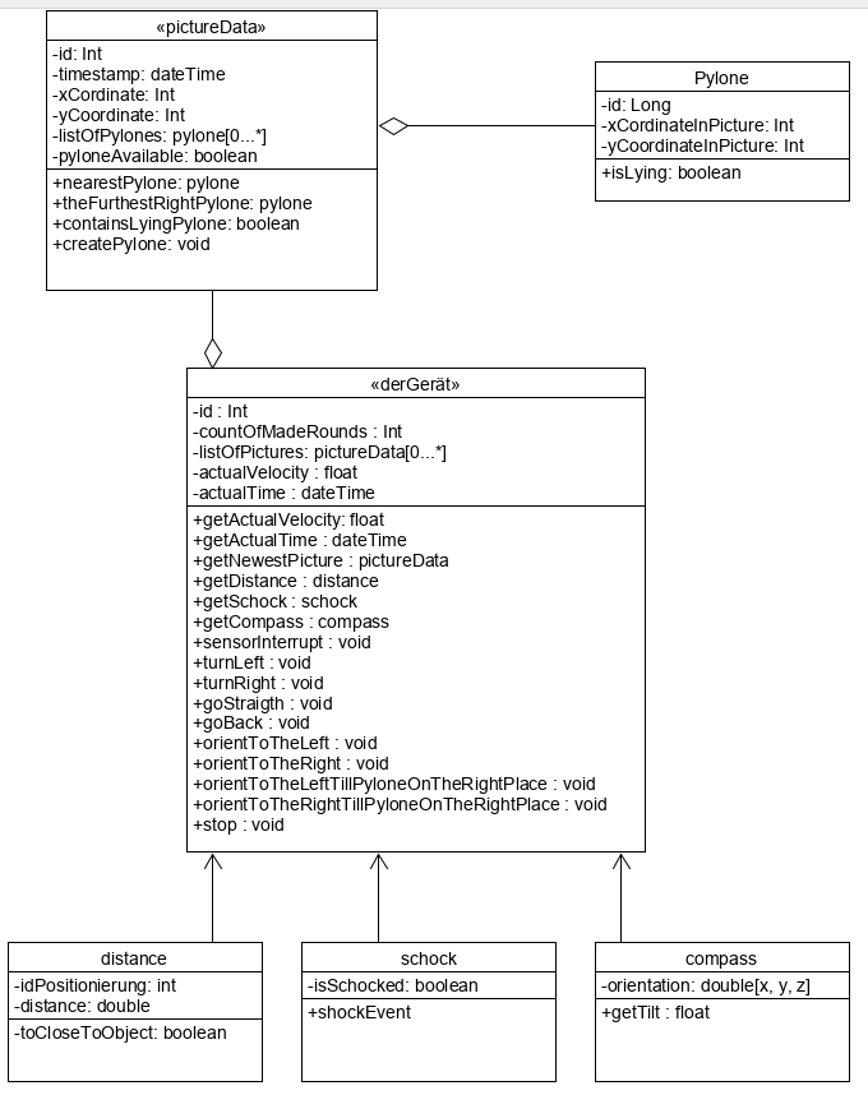 «pictureData»
-id: Int
-timestamp: dateTime
-xCordinate: Int
-yCoordinate: Int
-listOfPylones: pylone[0...*]
-pyloneAvailable: boolean
+nearestPylone: pylone
+theFurthestRightPylone: pylone
+containsLyingPylone: boolean
+createPylone: void
Pylone
-id: Long
-xCordinateInPicture: Int
-yCoordinateInPicture: Int
+isLying: boolean
«derGerät»
-id : Int
-countOfMadeRounds : Int
-listOfPictures: pictureData[0...*]
-actualVelocity : float
-actualTime : dateTime
+getActualVelocity: float
+getActualTime : dateTime
+getNewestPicture : pictureData
+getDistance : distance
+getSchock : schock
+getCompass : compass
+sensorInterrupt : void
+turnLeft : void
+turnRight : void
+goStraigth : void
+goBack : void
+orientToTheLeft : void
+orientToTheRight : void
+orientToTheLeftTillPyloneOnTheRightPlace : void
+orientToTheRightTillPyloneOnTheRightPlace : void
+stop : void
distance
-idPositionierung: int
-distance: double
-toCloseToObject: boolean
schock
-isSchocked: boolean
+shockEvent
compass
-orientation: double[x, y, z]
+getTilt : float